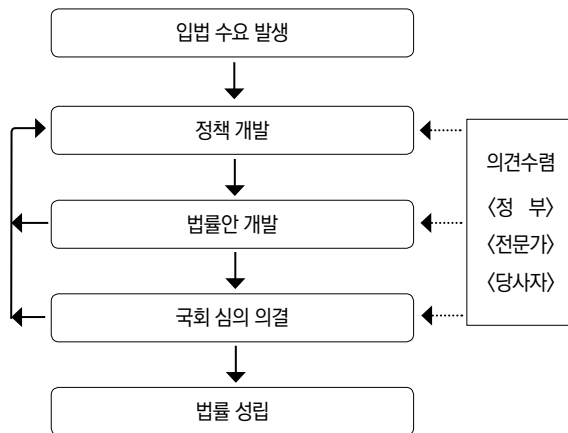 입법 수요 발생
정책 개발
법률안 개발
국회 심의 의결
법률 성립
의견수렴
〈정 부〉
〈전문가〉
〈당사자〉